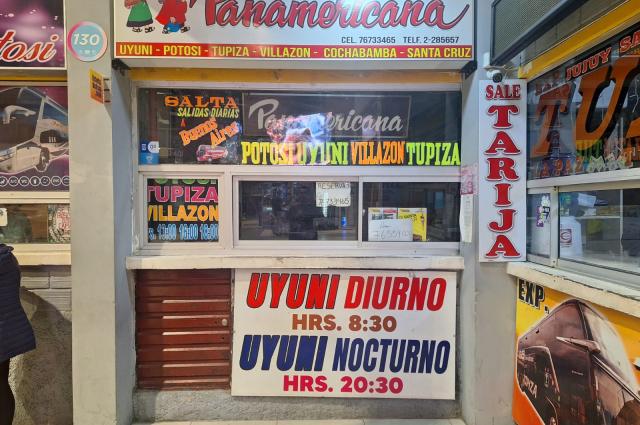 Panamericana
CEL. 76733465 TELF. 2-285657
UYUNI - POTOSI - TUPIZA - VILLAZON - COCHABAMBA - SANTA CRUZ
130
Potosi
SALTA
SALIDAS DIARIAS
A
Buenos
Aires
Panamericana
POTOSI UYUNI VILLAZON TUPIZA
TUPIZA
VILLAZON
RESERVA
SALE
TARIJA
JUJUY
UYUNI DIURNO
HRS. 8:30
UYUNI NOCTURNO
HRS. 20:30
EXP.